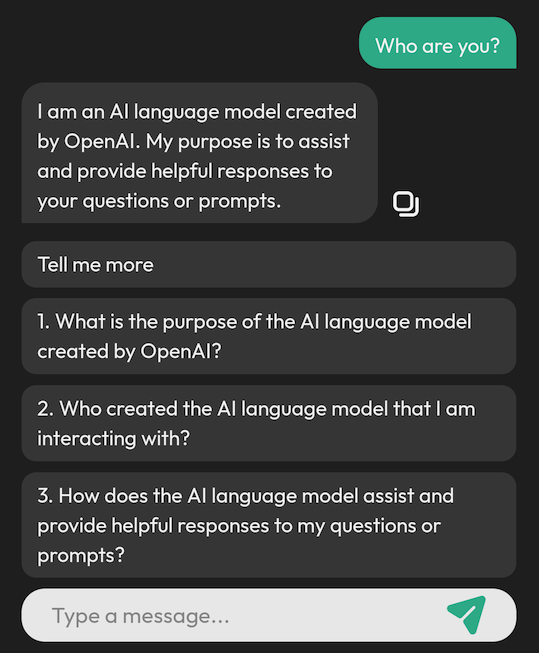 Who are you?
I am an AI language model created
by OpenAI. My purpose is to assist
and provide helpful responses to
your questions or prompts.
Tell me more
1. What is the purpose of the AI language model
created by OpenAI?
2. Who created the AI language model that I am
interacting with?
3. How does the AI language model assist and
provide helpful responses to my questions or
prompts?
Type a message...